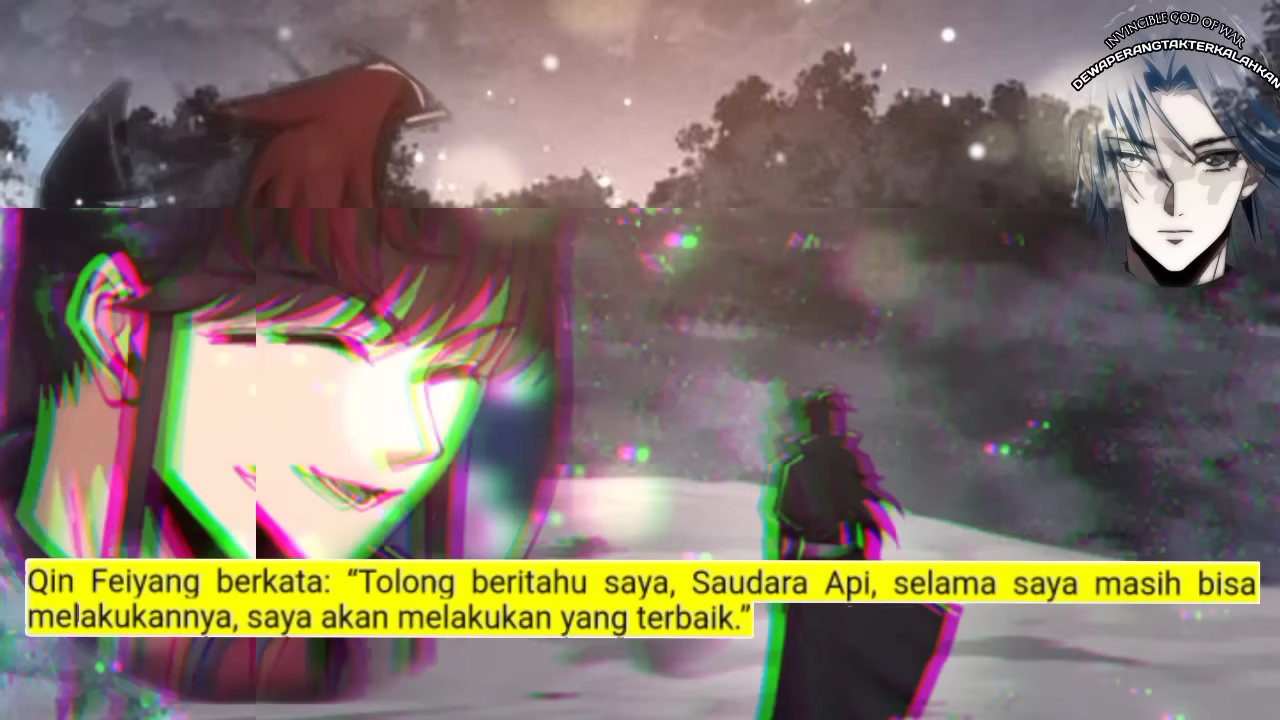 INVINCIBLE GOD OF WAR
DEWAPERANGTAKTERKALAHKAN
Qin Feiyang berkata: “Tolong beritahu saya, Saudara Api, selama saya masih bisa
melakukannya, saya akan melakukan yang terbaik.”